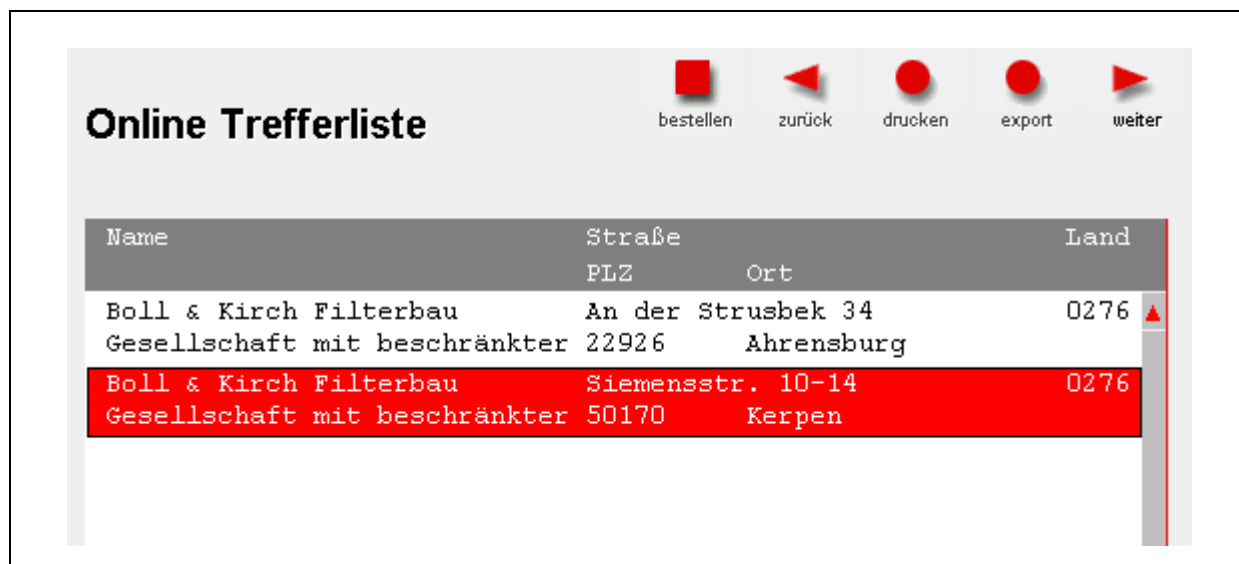 Online Trefferliste
bestellen zurück drucken export weiter
Name Straße Land
PLZ Ort
Boll & Kirch Filterbau An der Strusbek 34 0276
Gesellschaft mit beschränkter 22926 Ahrensburg
Boll & Kirch Filterbau Siemensstr. 10-14 0276
Gesellschaft mit beschränkter 50170 Kerpen